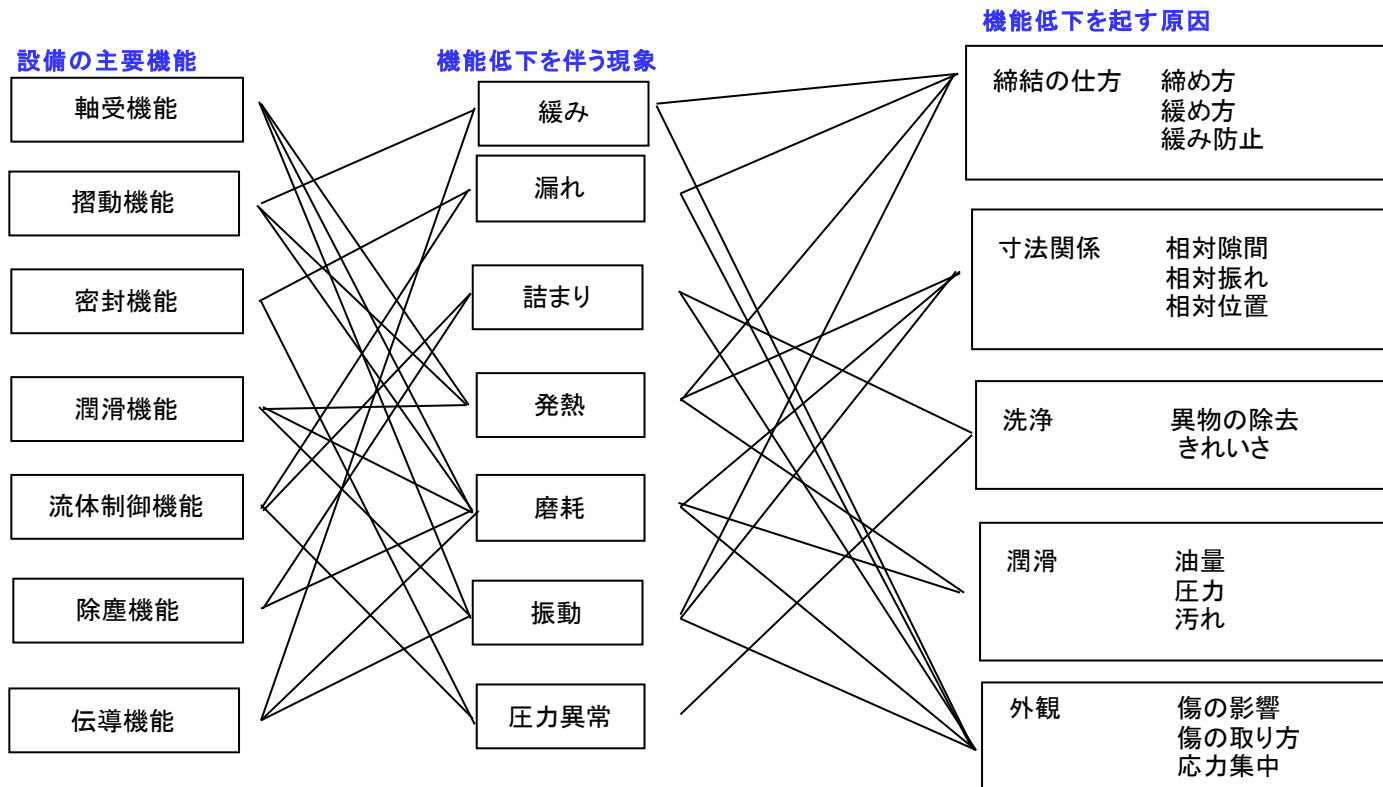 機能低下を起す原因
設備の主要機能
機能低下を伴う現象
軸受機能
摺動機能
密封機能
潤滑機能
流体制御機能
除塵機能
伝導機能
緩み
漏れ
詰まり
発熱
磨耗
振動
圧力異常
締結の仕方 締め方
緩め方
緩み防止
寸法関係 相対隙間
相対振れ
相対位置
洗浄 異物の除去
きれいさ
潤滑 油量
圧力
汚れ
外観 傷の影響
傷の取り方
応力集中